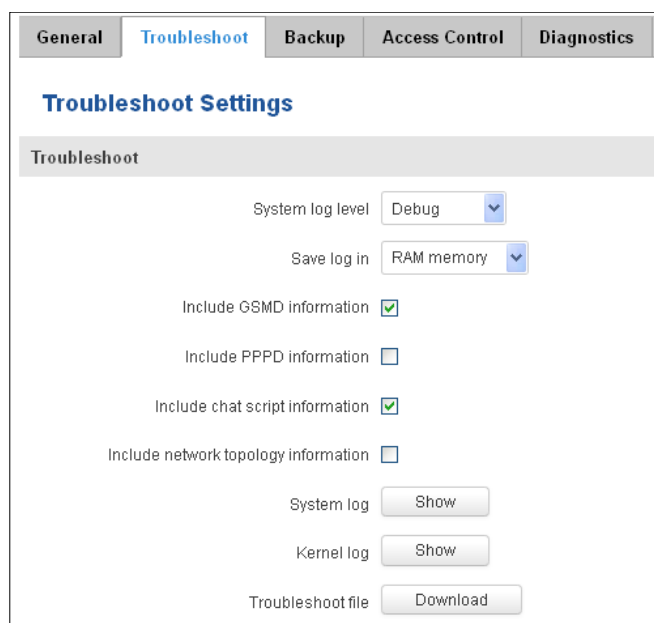 General Troubleshoot Backup Access Control Diagnostics
Troubleshoot Settings
Troubleshoot
System log level Debug
Save log in RAM memory
Include GSMD information
Include PPPD information
Include chat script information
Include network topology information
System log Show
Kernel log Show
Troubleshoot file Download